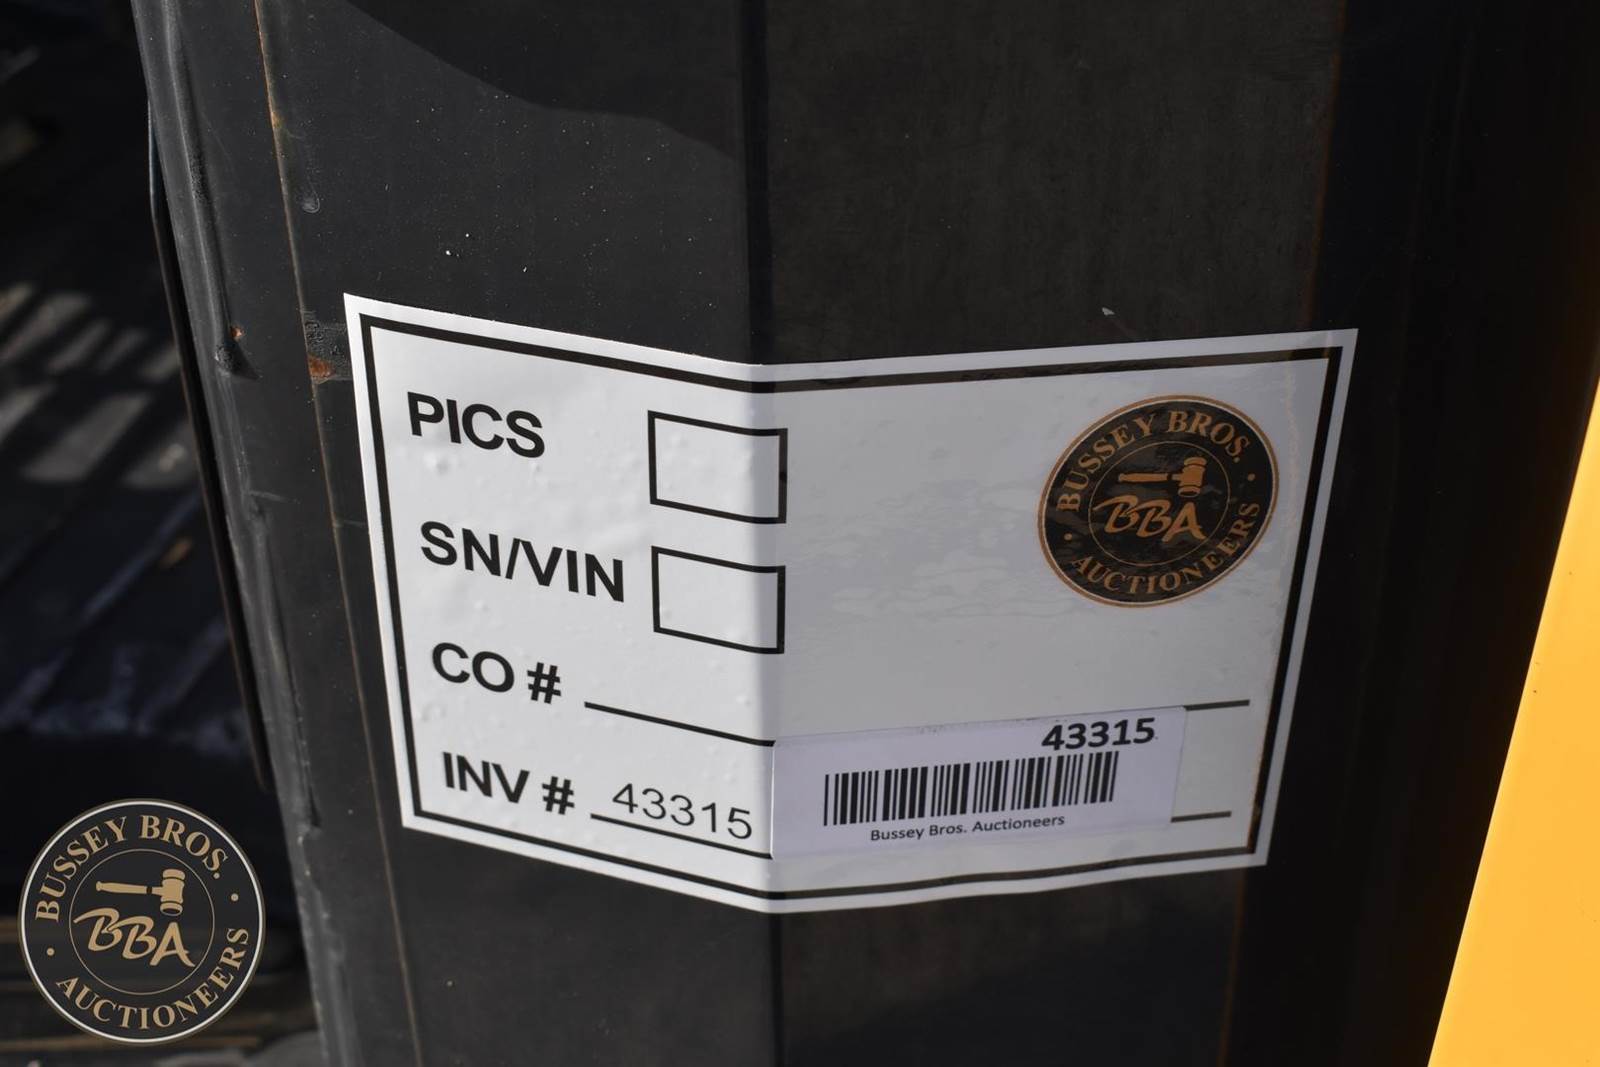 PICS
SN/VIN
CO #
INV # 43315
BUSSEY BROS.
BBA
AUCTIONEERS
43315
Bussey Bros. Auctioneers
BUSSEY BROS.
BBA
AUCTIONEERS